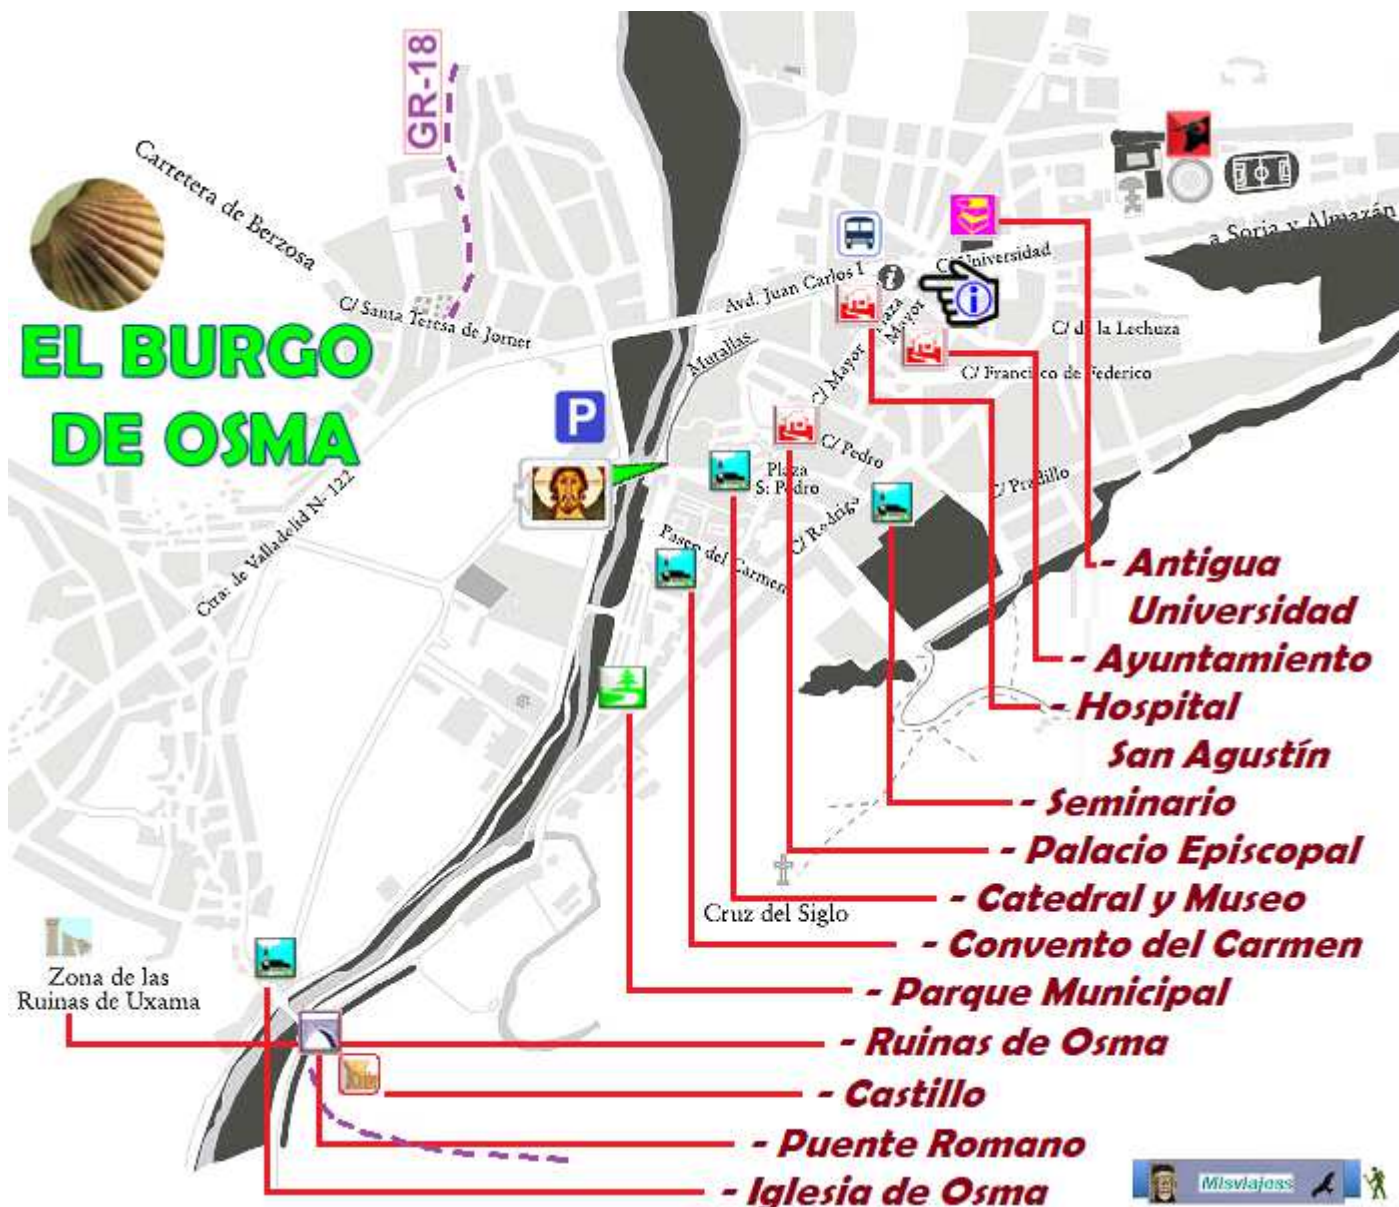 GR-18
Carretera de Berzosa
EL BURGO
DE OSMA
C/ Santa Teresa de Jornet
Avd. Juan Carlos I
C/ Universidad
a Soria y Almazán
Murallas
Plaza
Mayor
C/ Mayor
C/ de la Lechuza
C/ Francisco de Federico
P
C/ Pedro
Plaza
S: Pedro
C/ Rodrigo
C/ Pradillo
Paseo del Carmen
Ctra: de Valladolid N- 122
- Antigua
Universidad
- Ayuntamiento
- Hospital
San Agustín
- Seminario
- Palacio Episcopal
- Catedral y Museo
Cruz del Siglo
- Convento del Carmen
- Parque Municipal
Zona de las
Ruinas de Uxama
- Ruinas de Osma
- Castillo
- Puente Romano
- Iglesia de Osma
Misviajess